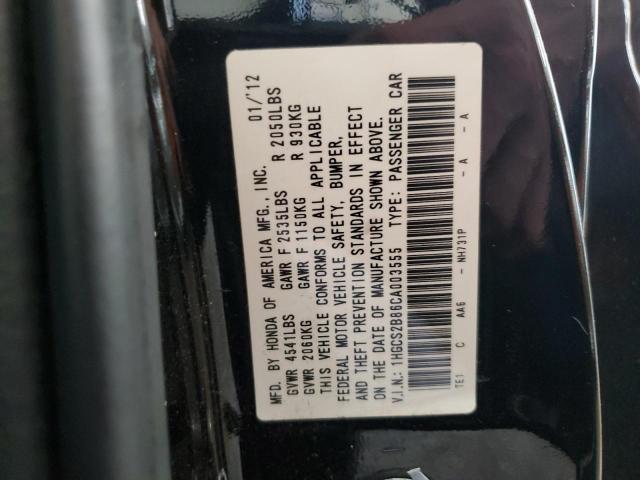 MFD. BY HONDA OF AMERICA MFG., INC. 01/'12
GVWR 4541LBS GAWR F 2535LBS R 2050LBS
GVWR 2060KG GAWR F 1150KG R 930KG
THIS VEHICLE CONFORMS TO ALL APPLICABLE
FEDERAL MOTOR VEHICLE SAFETY, BUMPER,
AND THEFT PREVENTION STANDARDS IN EFFECT
ON THE DATE OF MANUFACTURE SHOWN ABOVE.
V.I.N.: 1HGCS2B86CA003555 TYPE: PASSENGER CAR
TE1 C AA6 - NH731P - A - A